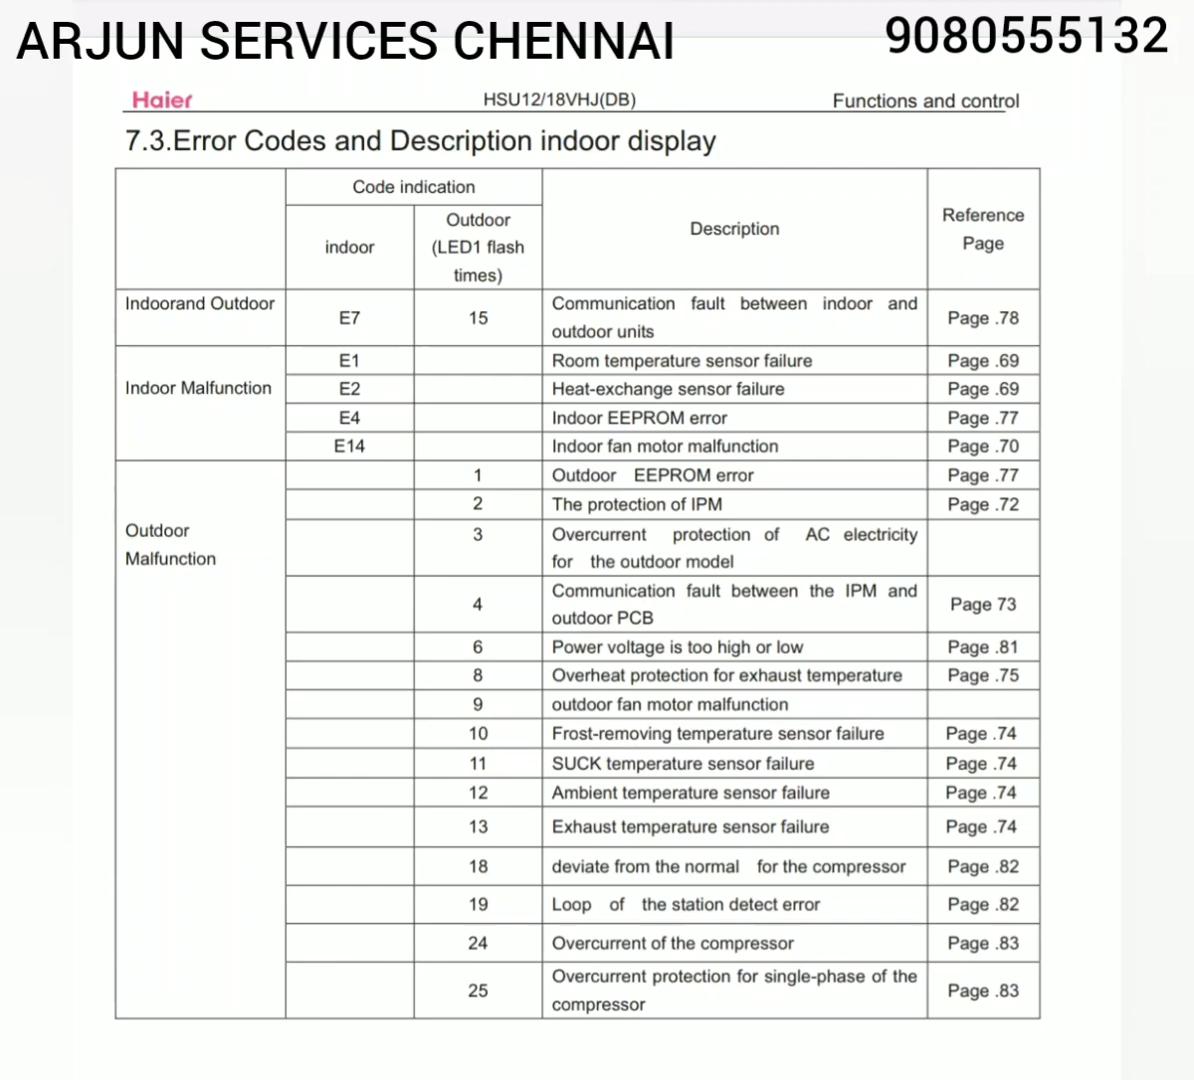 ARJUN SERVICES CHENNAI 9080555132
Haier HSU12/18VHJ(DB) Functions and control
7.3.Error Codes and Description indoor display
Code indication
Outdoor
Reference
Description
indoor (LED1 flash
Page
times)
Indoorand Outdoor
Communication fault between indoor and
E7 15 Page .78
outdoor units
E1 Room temperature sensor failure Page .69
Indoor Malfunction E2 Heat-exchange sensor failure Page .69
E4 Indoor EEPROM error Page .77
E14 Indoor fan motor malfunction Page .70
1 Outdoor EEPROM error Page .77
2 The protection of IPM Page .72
Outdoor
Malfunction
3 Overcurrent protection of AC electricity
for the outdoor model
Communication fault between the IPM and
4 Page 73
outdoor PCB
6 Power voltage is too high or low Page .81
8 Overheat protection for exhaust temperature Page .75
9 outdoor fan motor malfunction
10 Frost-removing temperature sensor failure Page .74
11 SUCK temperature sensor failure Page .74
12 Ambient temperature sensor failure Page .74
13 Exhaust temperature sensor failure Page .74
18 deviate from the normal for the compressor Page .82
19 Loop of the station detect error Page .82
24 Overcurrent of the compressor Page .83
Overcurrent protection for single-phase of the
25 Page .83
compressor